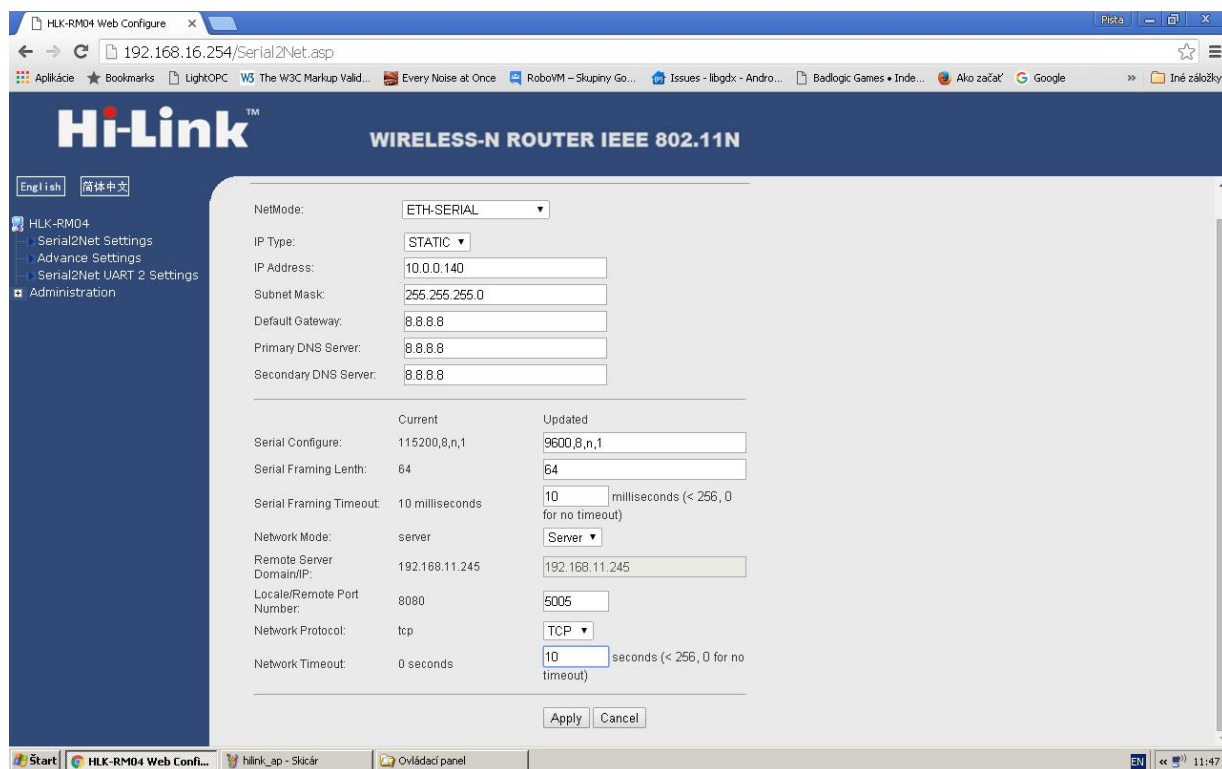 HLK-RM04 Web Configure
Pista
192.168.16.254/Serial2Net.asp
Aplikácie Bookmarks LightOPC W3 The W3C Markup Valid... Every Noise at Once RoboVM – Skupiny Go... Issues - libgdx - Andro... Badlogic Games • Inde... Ako začať Google » Iné záložky
Hi-Link™
WIRELESS-N ROUTER IEEE 802.11N
English 简体中文
HLK-RM04
Serial2Net Settings
Advance Settings
Serial2Net UART 2 Settings
Administration
NetMode: ETH-SERIAL
IP Type: STATIC
IP Address: 10.0.0.140
Subnet Mask: 255.255.255.0
Default Gateway: 8.8.8.8
Primary DNS Server: 8.8.8.8
Secondary DNS Server: 8.8.8.8
Current Updated
Serial Configure: 115200,8,n,1 9600,8,n,1
Serial Framing Lenth: 64 64
Serial Framing Timeout: 10 milliseconds 10 milliseconds (< 256, 0
for no timeout)
Network Mode: server Server
Remote Server
Domain/IP: 192.168.11.245 192.168.11.245
Locale/Remote Port
Number: 8080 5005
Network Protocol: tcp TCP
Network Timeout: 0 seconds 10 seconds (< 256, 0 for no
timeout)
Apply Cancel
Štart HLK-RM04 Web Confi... hilink_ap - Skicár Ovládací panel EN « 11:47